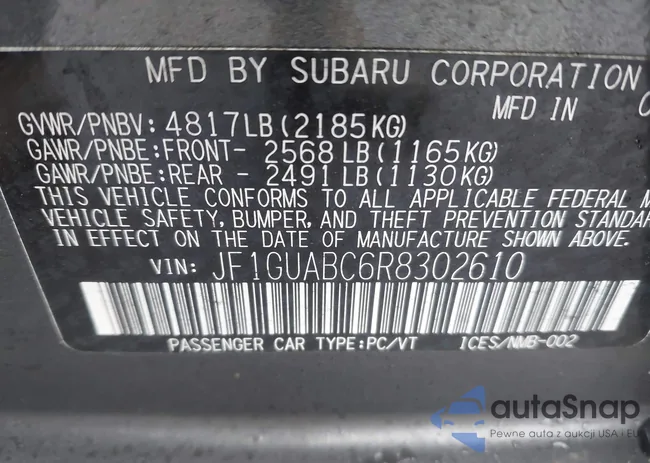 MFD BY SUBARU CORPORATION
MFD IN
GVWR/PNBV: 4817LB(2185KG)
GAWR/PNBE:FRONT- 2568LB(1165KG)
GAWR/PNBE:REAR - 2491LB(1130KG)
THIS VEHICLE CONFORMS TO ALL APPLICABLE FEDERAL M
VEHICLE SAFETY, BUMPER, AND THEFT PREVENTION STANDA
IN EFFECT ON THE DATE OF MANUFACTURE SHOWN ABOVE.
VIN: JF1GUABC6R8302610
PASSENGER CAR TYPE:PC/VT ICES/NMB-002
autaSnap
Pewne auta z aukcji USA i EU